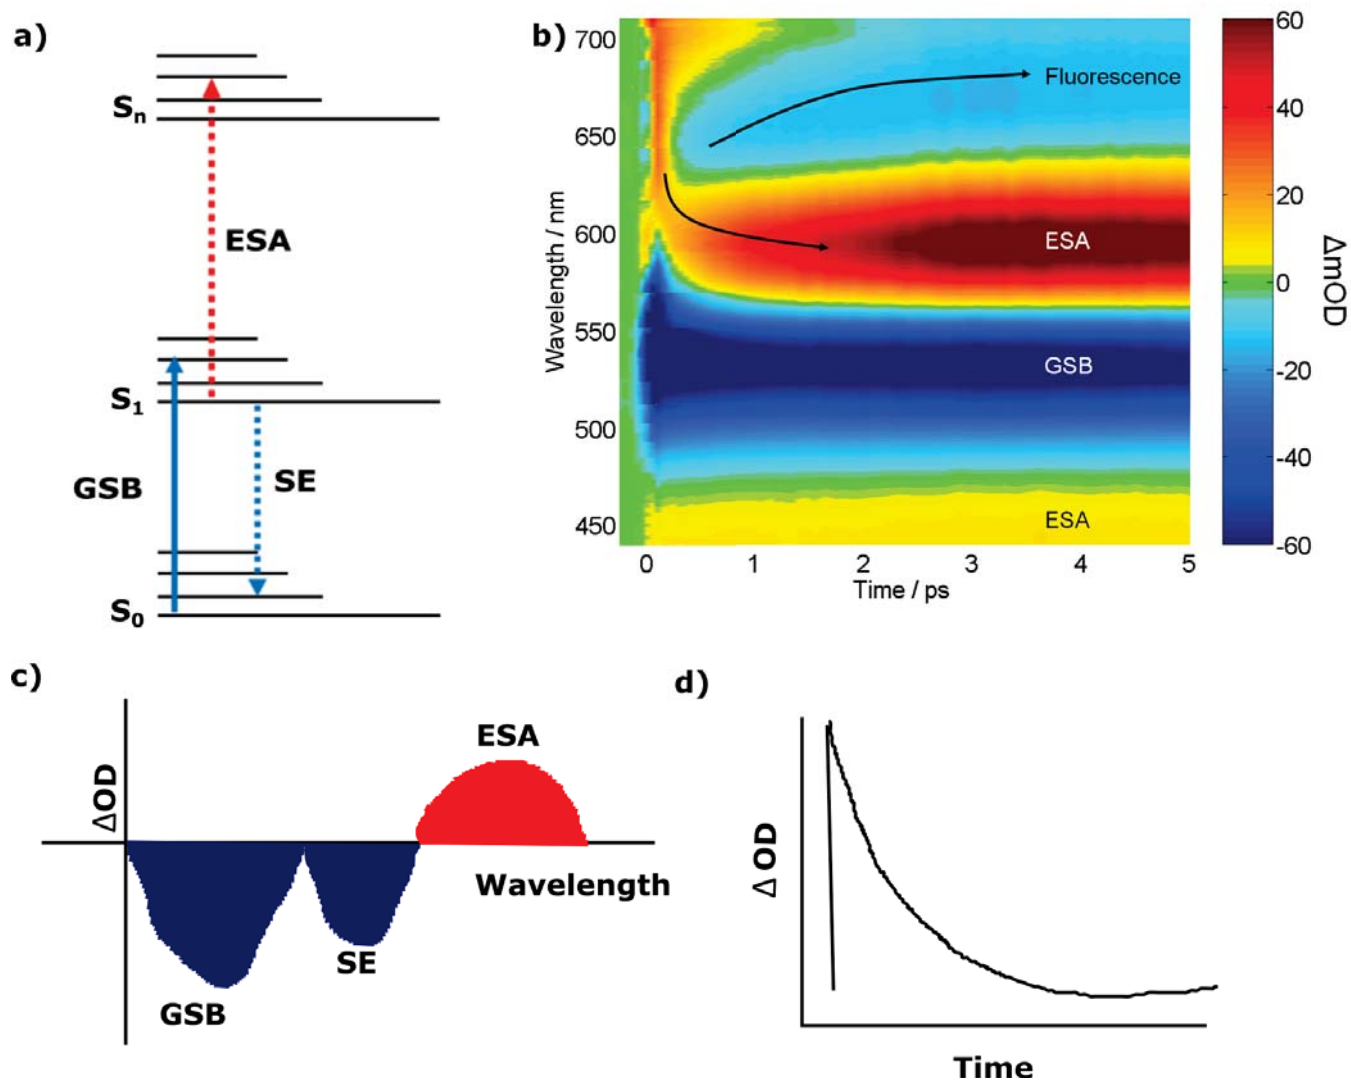 a)
Sn
ESA
S1
GSB
SE
S0
b)
700
650
600
550
500
450
Wavelength / nm
0 1 2 3 4 5
Time / ps
Fluorescence
ESA
GSB
ESA
60
40
20
0
-20
-40
-60
ΔmOD
c)
ΔOD
ESA
Wavelength
SE
GSB
d)
Δ OD
Time